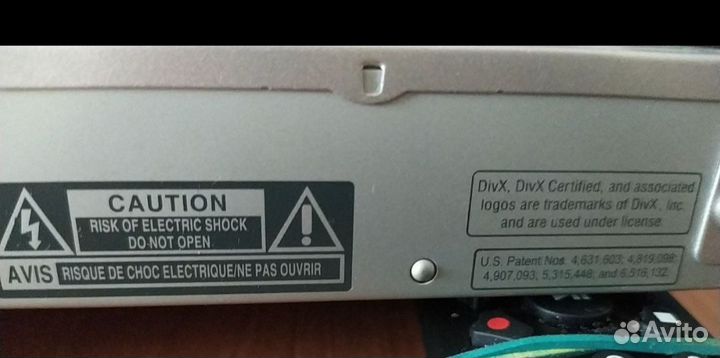 CAUTION
RISK OF ELECTRIC SHOCK
DO NOT OPEN
AVIS RISQUE DE CHOC ELECTRIQUE/NE PAS OUVRIR
DivX, DivX Certified, and associated
logos are trademarks of DivX, Inc.
and are used under license.
U.S. Patent Nos. 4,631,603; 4,819,098;
4,907,093; 5,315,448; and 6,516,132.
Avito